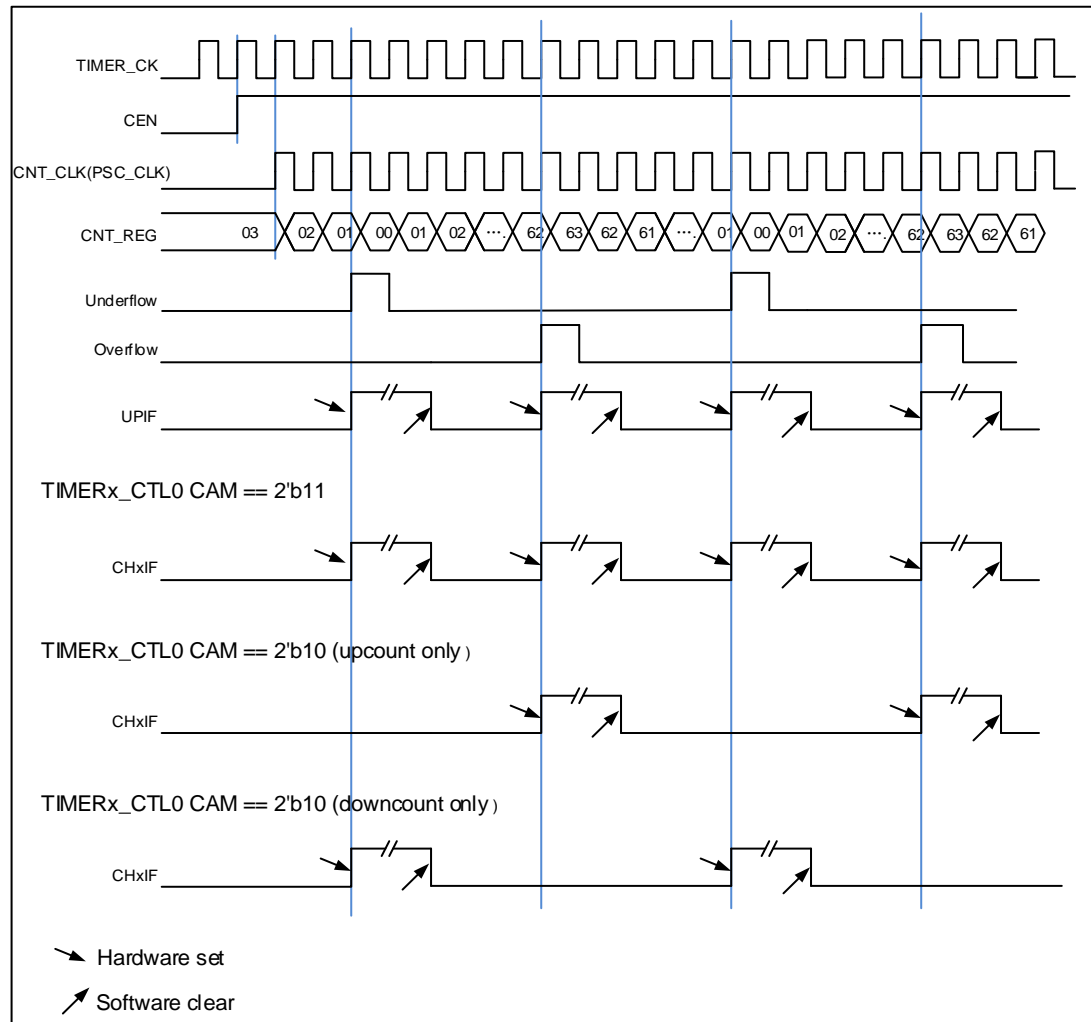 TIMER_CK
CEN
CNT_CLK(PSC_CLK)
CNT_REG 03 02 01 00 01 02 …. 62 63 62 61 …. 01 00 01 02 …. 62 63 62 61
Underflow
Overflow
UPIF
TIMERx_CTL0 CAM == 2'b11
CHxIF
TIMERx_CTL0 CAM == 2'b10 (upcount only）
CHxIF
TIMERx_CTL0 CAM == 2'b10 (downcount only）
CHxIF
Hardware set
Software clear